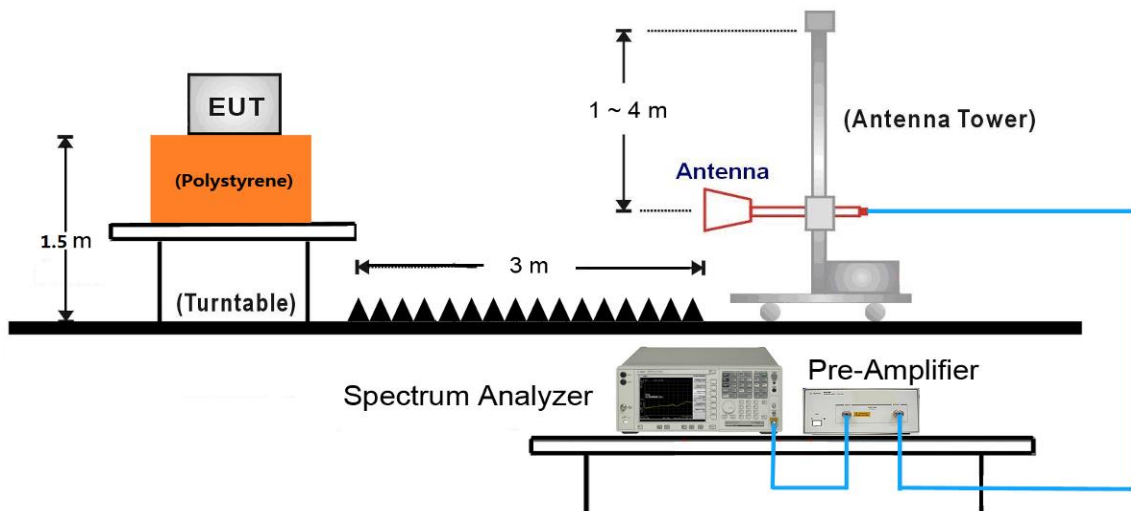 EUT
(Polystyrene)
1.5 m
(Turntable)
3 m
1 ~ 4 m
Antenna
(Antenna Tower)
Spectrum Analyzer
Pre-Amplifier